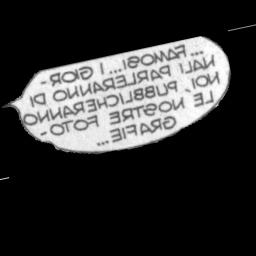 ...FAMOSI... I GIOR-
NALI PARLERANNO DI
NOI, PUBBLICHERANNO
LE NOSTRE FOTO-
GRAFIE...